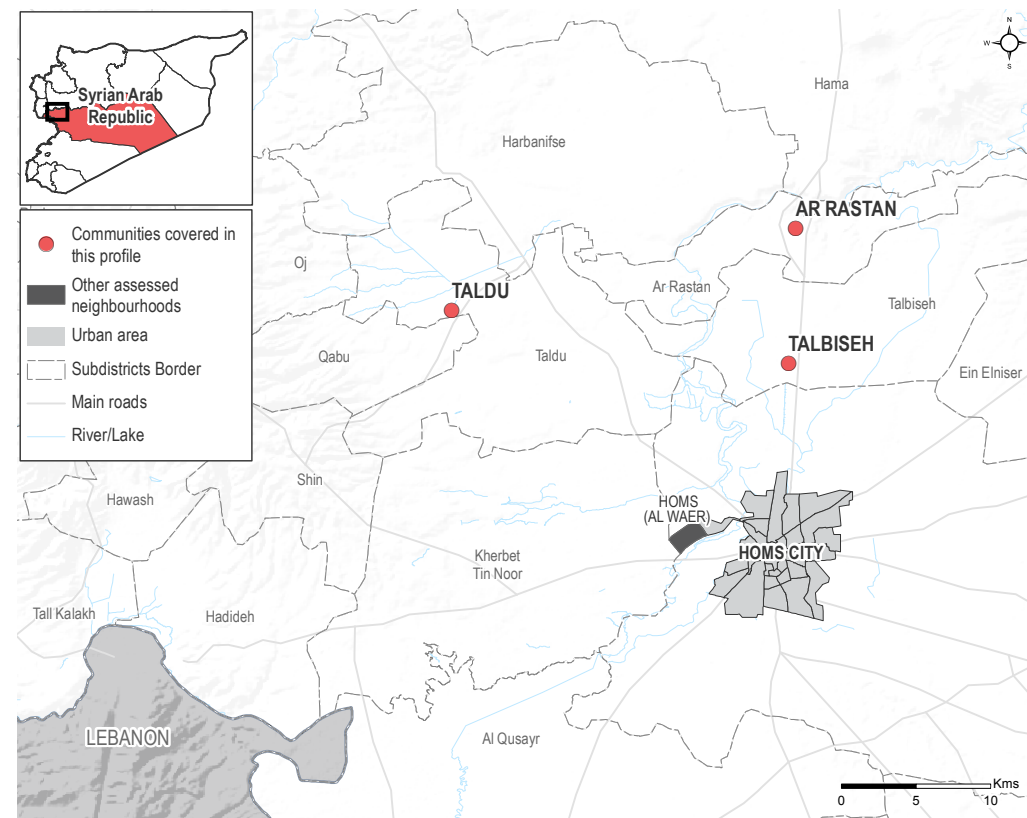 Syrian Arab
Republic
Communities covered in
this profile
Other assessed
neighbourhoods
Urban area
Subdistricts Border
Main roads
River/Lake
N
W
S
Hama
Harbanifse
AR RASTAN
Oj
TALDU
Ar Rastan
Talbiseh
Qabu
Taldu
TALBISEH
Ein Elniser
Shin
Hawash
HOMS
(AL WAER)
HOMS CITY
Kherbet
Tin Noor
Tall Kalakh
Hadideh
LEBANON
Al Qusayr
Kms
0 5 10